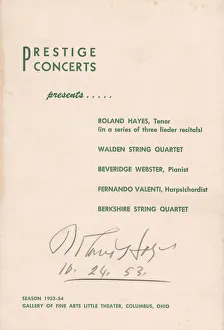 PRESTIGE
CONCERTS
presents.....
ROLAND HAYES, Tenor
(in a series of three lieder recitals)
WALDEN STRING QUARTET
BEVERIDGE WEBSTER, Pianist
FERNANDO VALENTI, Harpsichordist
BERKSHIRE STRING QUARTET
Roland Hayes
10. 24. 53.
SEASON 1953-54
GALLERY OF FINE ARTS LITTLE THEATER, COLUMBUS, OHIO